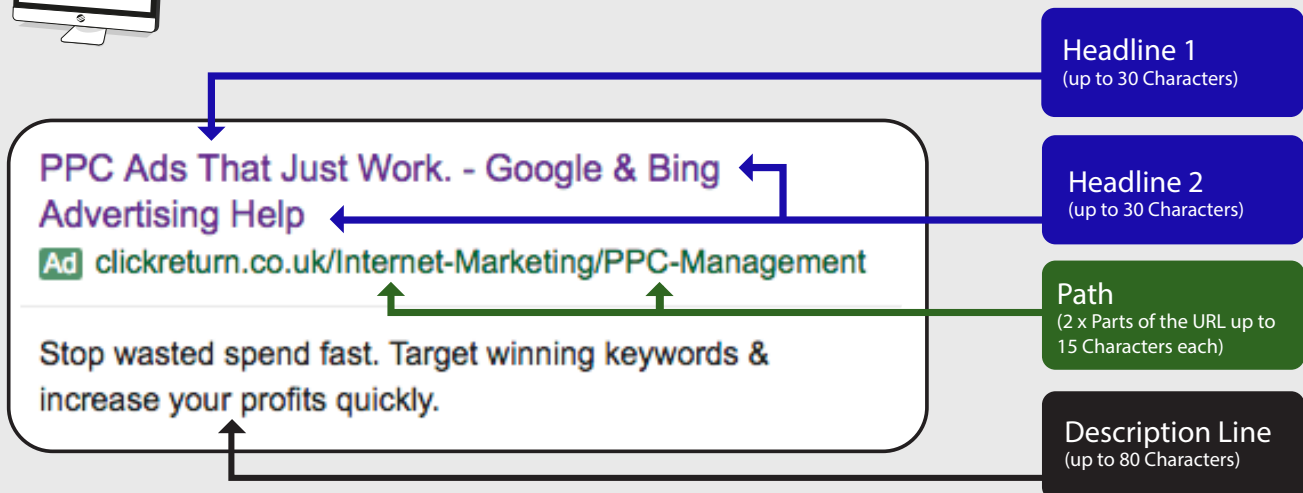 Headline 1
(up to 30 Characters)
PPC Ads That Just Work. - Google & Bing
Advertising Help
Ad clickreturn.co.uk/Internet-Marketing/PPC-Management
Stop wasted spend fast. Target winning keywords &
increase your profits quickly.
Headline 2
(up to 30 Characters)
Path
(2 x Parts of the URL up to
15 Characters each)
Description Line
(up to 80 Characters)